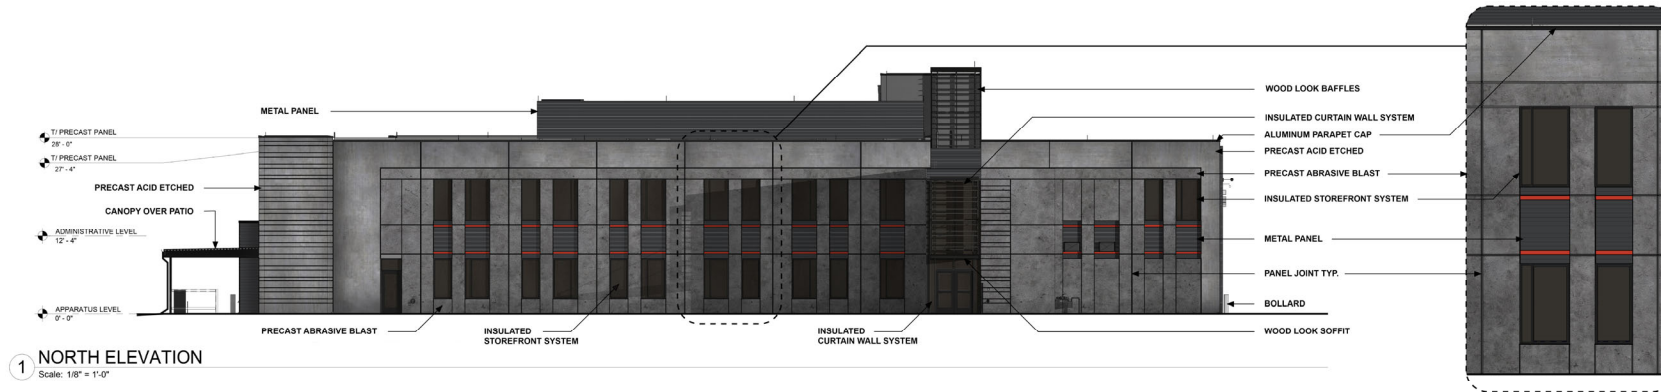 METAL PANEL
T/ PRECAST PANEL
28' - 0"
T/ PRECAST PANEL
27' - 4"
PRECAST ACID ETCHED
CANOPY OVER PATIO
ADMINISTRATIVE LEVEL
12' - 4"
APPARATUS LEVEL
0' - 0"
PRECAST ABRASIVE BLAST
INSULATED
STOREFRONT SYSTEM
INSULATED
CURTAIN WALL SYSTEM
WOOD LOOK BAFFLES
INSULATED CURTAIN WALL SYSTEM
ALUMINUM PARAPET CAP
PRECAST ACID ETCHED
PRECAST ABRASIVE BLAST
INSULATED STOREFRONT SYSTEM
METAL PANEL
PANEL JOINT TYP.
BOLLARD
WOOD LOOK SOFFIT
1 NORTH ELEVATION
Scale: 1/8" = 1'-0"